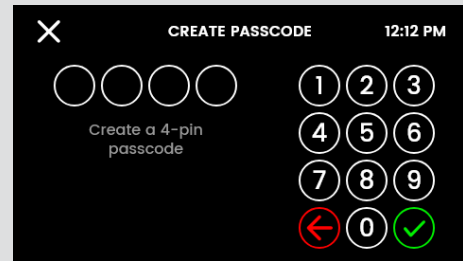 CREATE PASSCODE 12:12 PM
Create a 4-pin
passcode
1 2 3
4 5 6
7 8 9
0